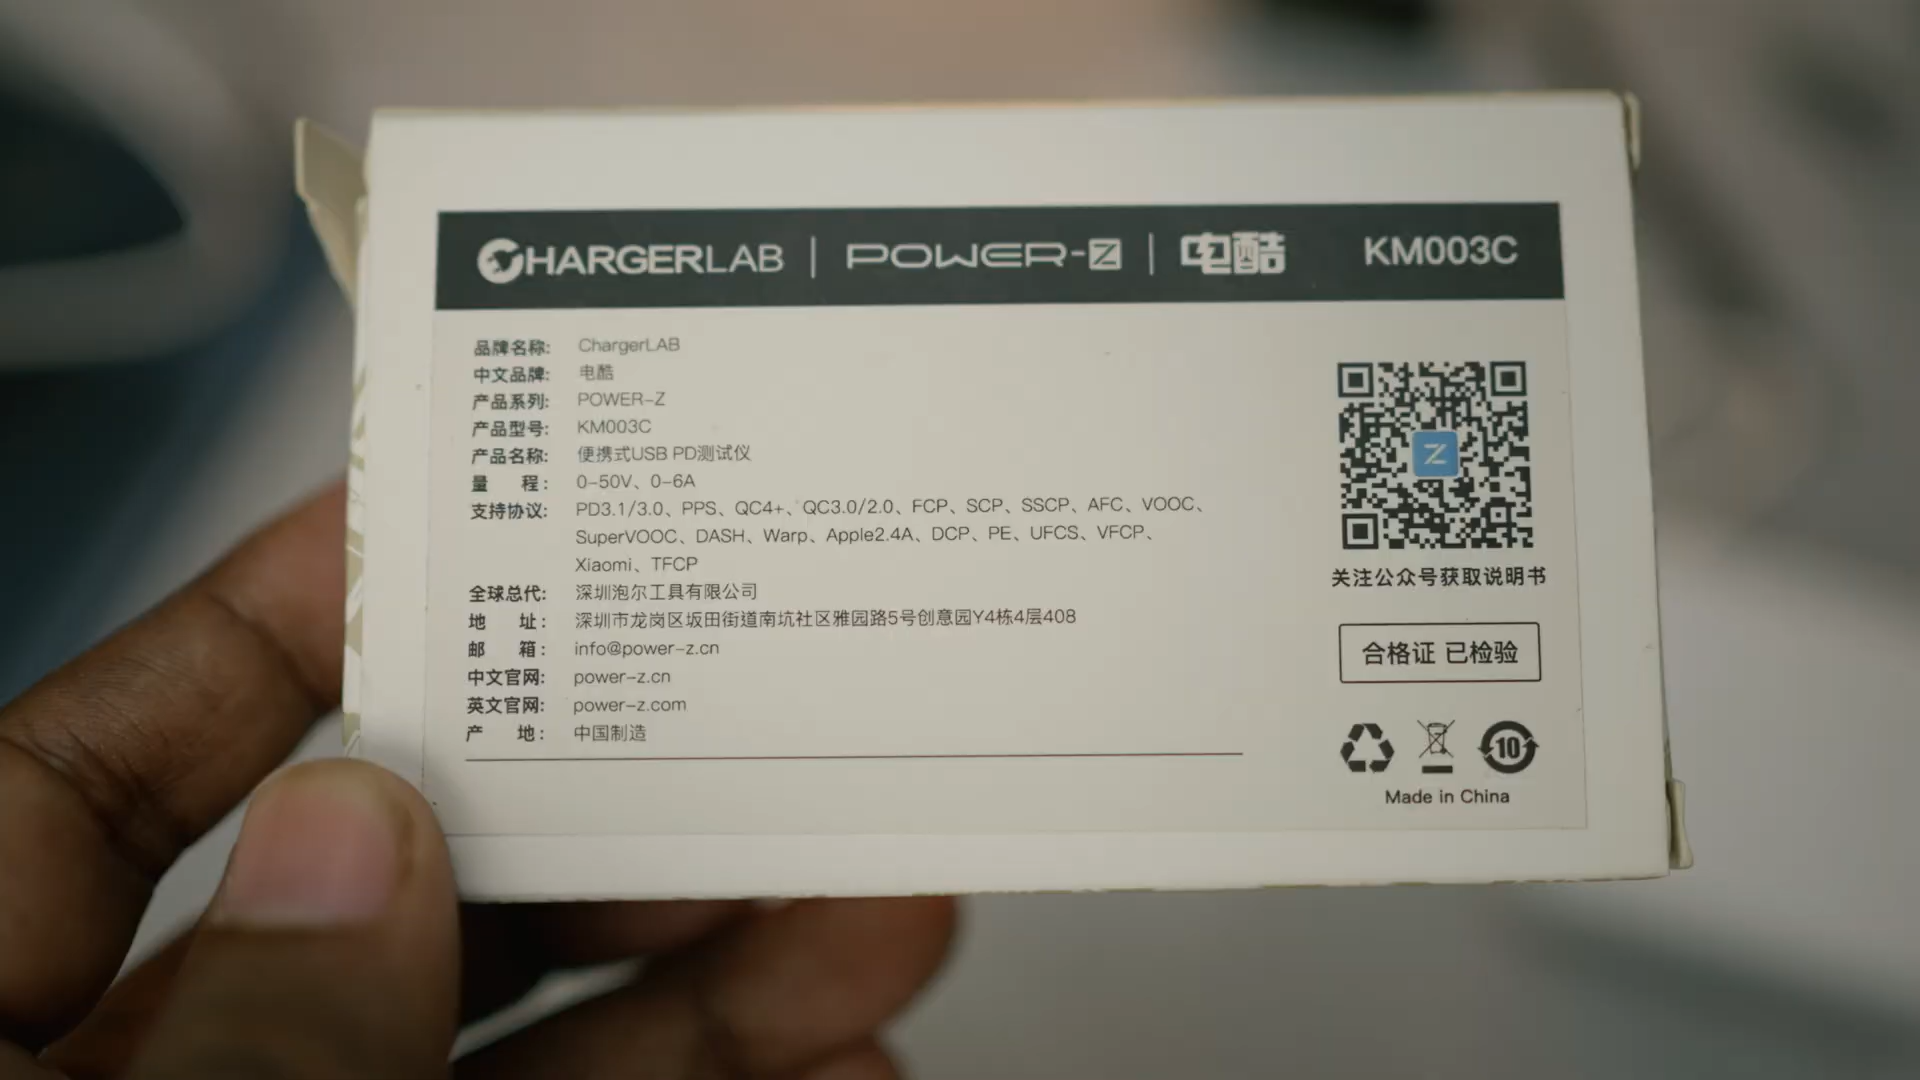 CHARGERLAB | POWER-Z | 电酷 KM003C
品牌名称: ChargerLAB
中文品牌: 电酷
产品系列: POWER-Z
产品型号: KM003C
产品名称: 便携式USB PD测试仪
量 程: 0-50V、0-6A
支持协议: PD3.1/3.0、PPS、QC4+、QC3.0/2.0、FCP、SCP、SSCP、AFC、VOOC、
SuperVOOC、DASH、Warp、Apple2.4A、DCP、PE、UFCS、VFCP、
Xiaomi、TFCP
全球总代: 深圳泡尔工具有限公司
地 址: 深圳市龙岗区坂田街道南坑社区雅园路5号创意园Y4栋4层408
邮 箱: info@power-z.cn
中文官网: power-z.cn
英文官网: power-z.com
产 地: 中国制造
Z
关注公众号获取说明书
合格证 已检验
10
Made in China